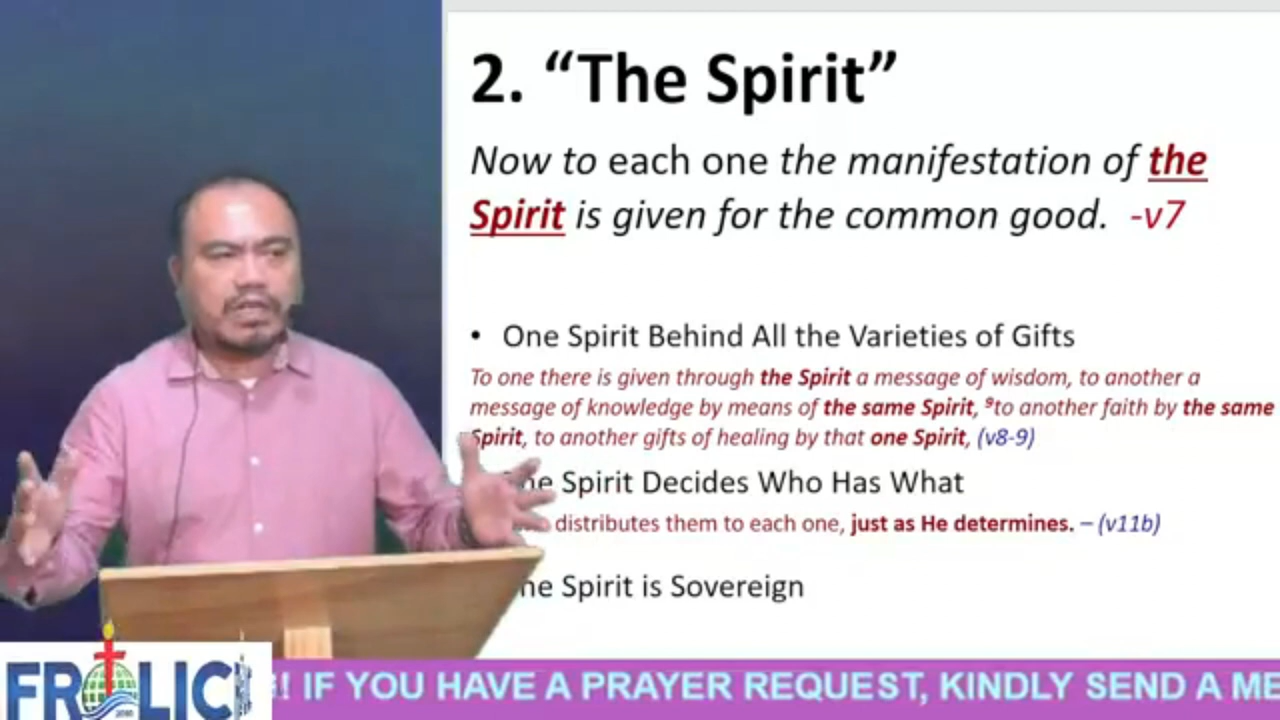 2. “The Spirit”
Now to each one the manifestation of the
Spirit is given for the common good. -v7
• One Spirit Behind All the Varieties of Gifts
To one there is given through the Spirit a message of wisdom, to another a
message of knowledge by means of the same Spirit, ⁹to another faith by the same
Spirit, to another gifts of healing by that one Spirit, (v8-9)
Spirit Decides Who Has What
distributes them to each one, just as He determines. – (v11b)
Spirit is Sovereign
FROLIC
! IF YOU HAVE A PRAYER REQUEST, KINDLY SEND A ME